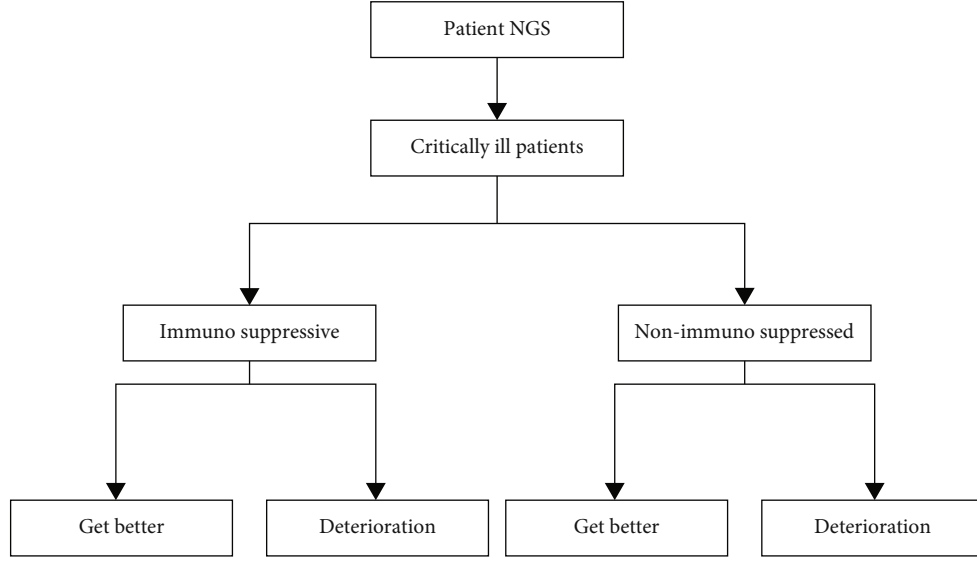 Patient NGS
Critically ill patients
Immuno suppressive
Non-immuno suppressed
Get better
Deterioration
Get better
Deterioration